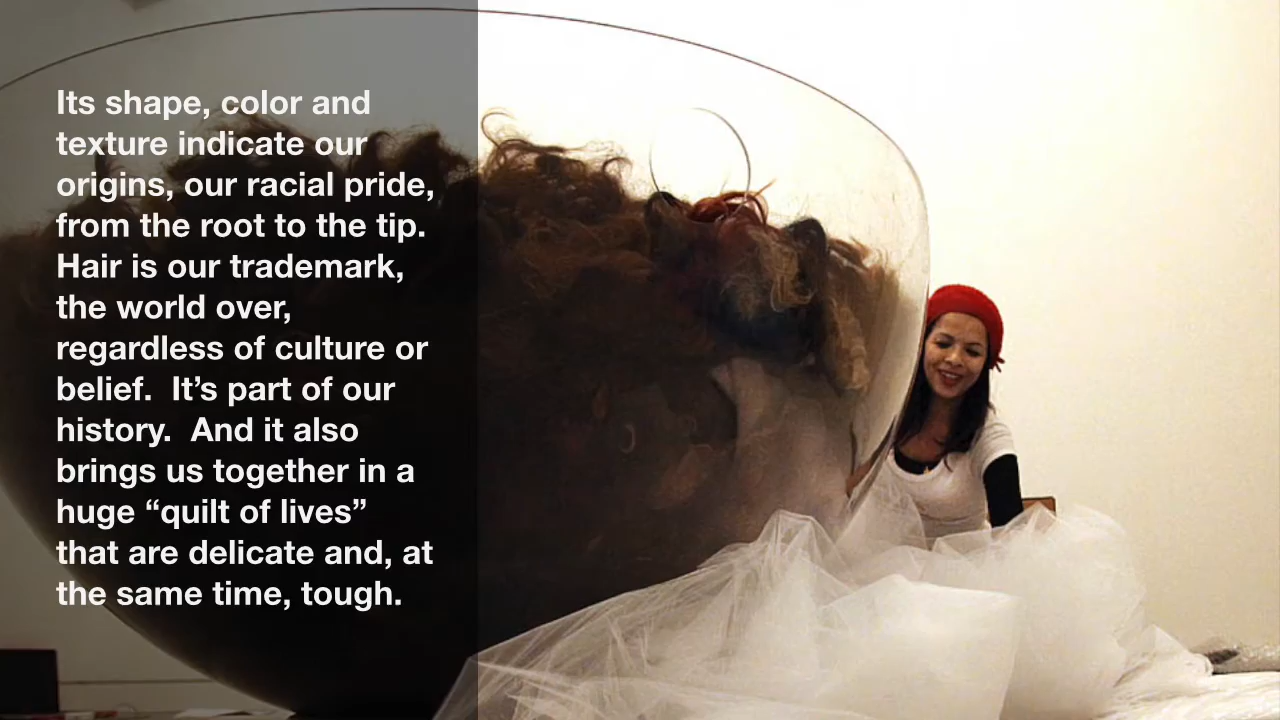 Its shape, color and
texture indicate our
origins, our racial pride,
from the root to the tip.
Hair is our trademark,
the world over,
regardless of culture or
belief.  It’s part of our
history.  And it also
brings us together in a
huge “quilt of lives”
that are delicate and, at
the same time, tough.